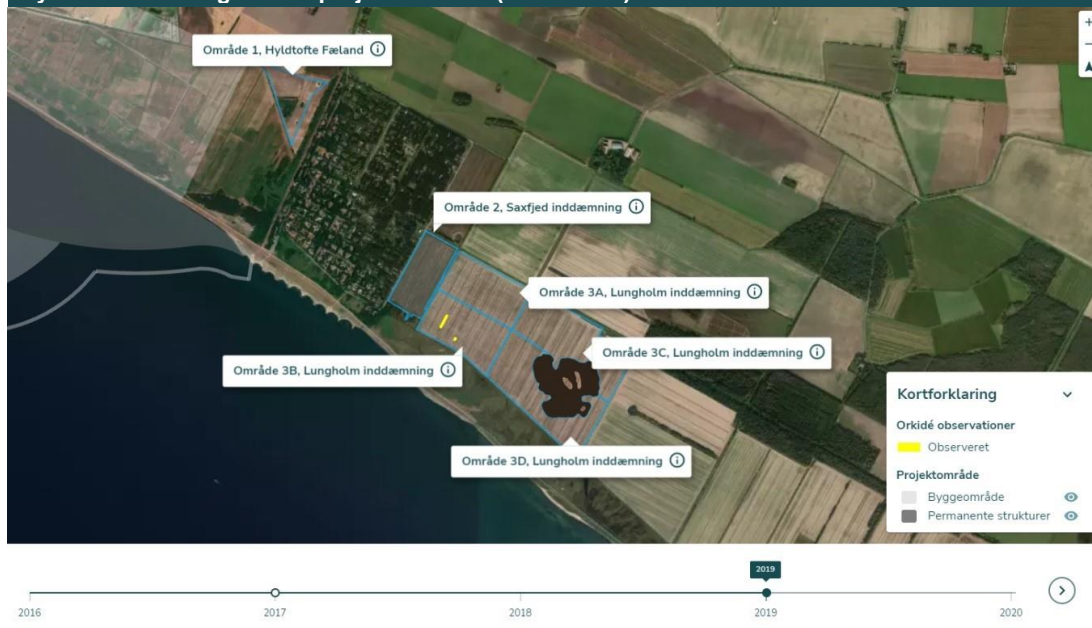 Område 1, Hyldtofte Fæland
Område 2, Saxfjed inddæmning
Område 3A, Lungholm inddæmning
Område 3C, Lungholm inddæmning
Område 3B, Lungholm inddæmning
Område 3D, Lungholm inddæmning
Kortforklaring
Orkidé observationer
Observeret
Projektområde
Byggeområde
Permanente strukturer
2019
2016 2017 2018 2019 2020